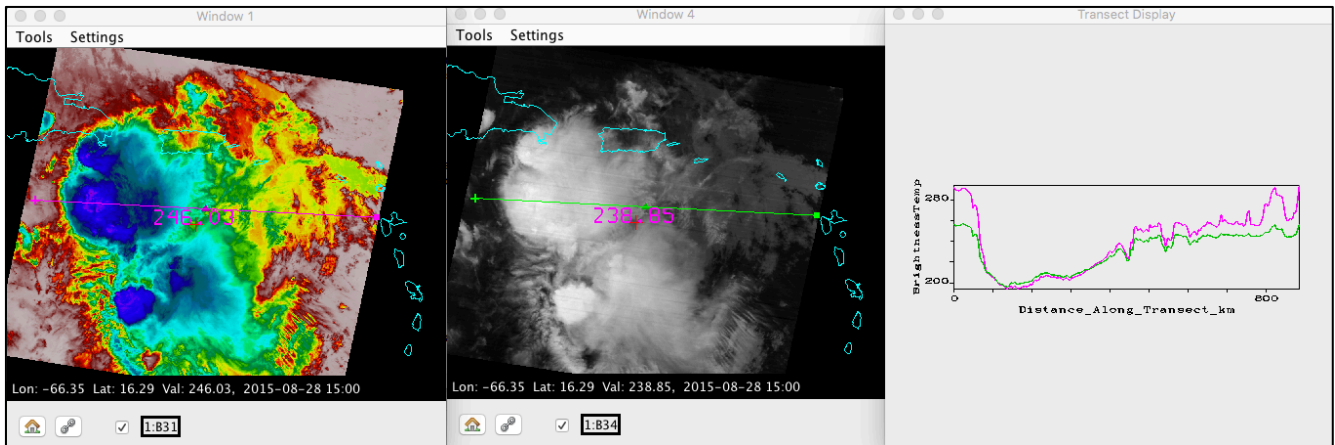 Window 1
Tools Settings
246.03
Lon: -66.35 Lat: 16.29 Val: 246.03, 2015-08-28 15:00
1:B31
Window 4
Tools Settings
238.85
Lon: -66.35 Lat: 16.29 Val: 238.85, 2015-08-28 15:00
1:B34
Transect Display
BrightnessTemp
280
200
0
800
Distance_Along_Transect_km